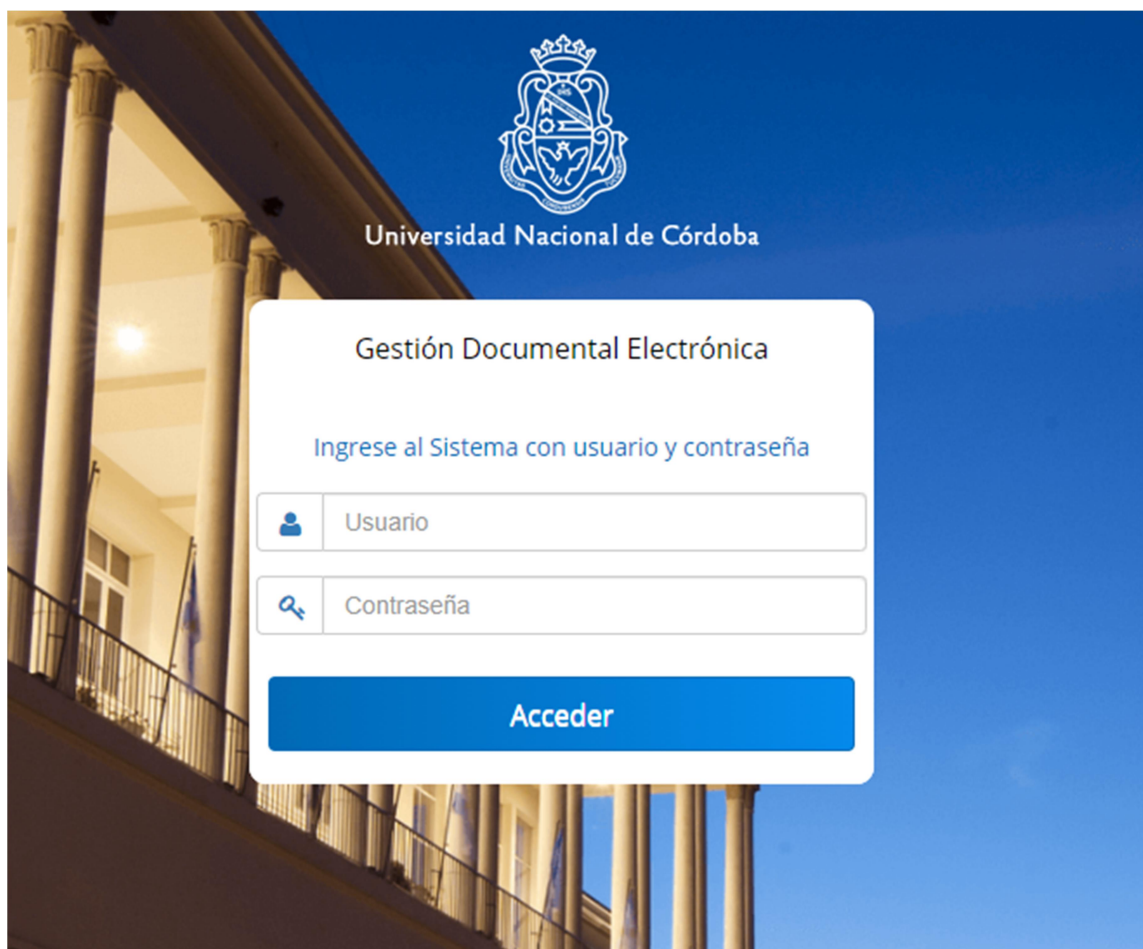 Universidad Nacional de Córdoba
Gestión Documental Electrónica
Ingrese al Sistema con usuario y contraseña
Usuario
Contraseña
Acceder